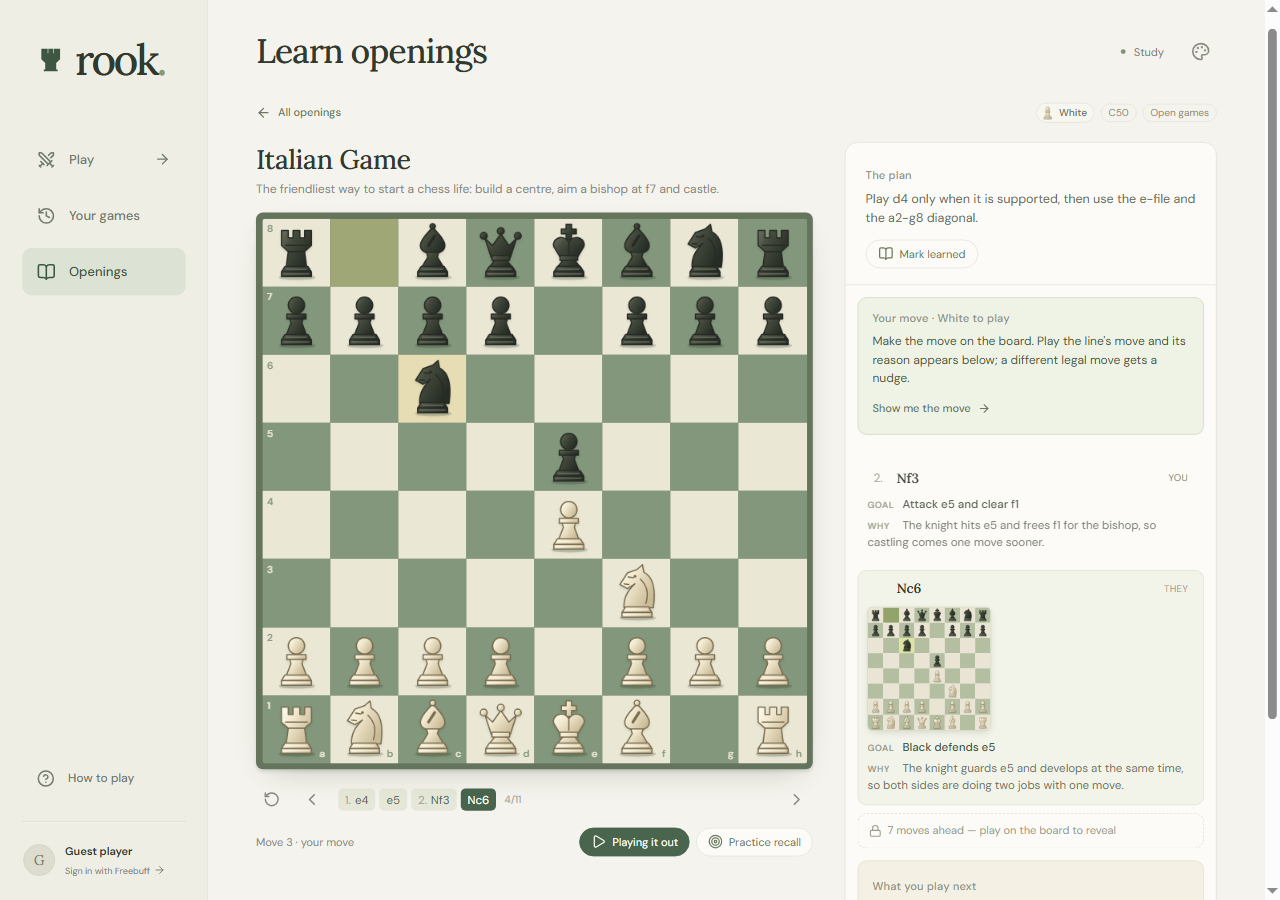 rook.
Play
Your games
Openings
How to play
G
Guest player
Sign in with Freebuff
Learn openings
Study
All openings
White
C50
Open games
Italian Game
The friendliest way to start a chess life: build a centre, aim a bishop at f7 and castle.
8
7
6
5
4
3
2
1
a
b
c
d
e
f
g
h
1. e4
e5
2. Nf3
Nc6
4/11
Move 3 · your move
Playing it out
Practice recall
The plan
Play d4 only when it is supported, then use the e-file and
the a2-g8 diagonal.
Mark learned
Your move · White to play
Make the move on the board. Play the line's move and its
reason appears below; a different legal move gets a
nudge.
Show me the move
2. Nf3
YOU
GOAL Attack e5 and clear f1
WHY The knight hits e5 and frees f1 for the bishop, so
castling comes one move sooner.
Nc6
THEY
GOAL Black defends e5
WHY The knight guards e5 and develops at the same time,
so both sides are doing two jobs with one move.
7 moves ahead — play on the board to reveal
What you play next